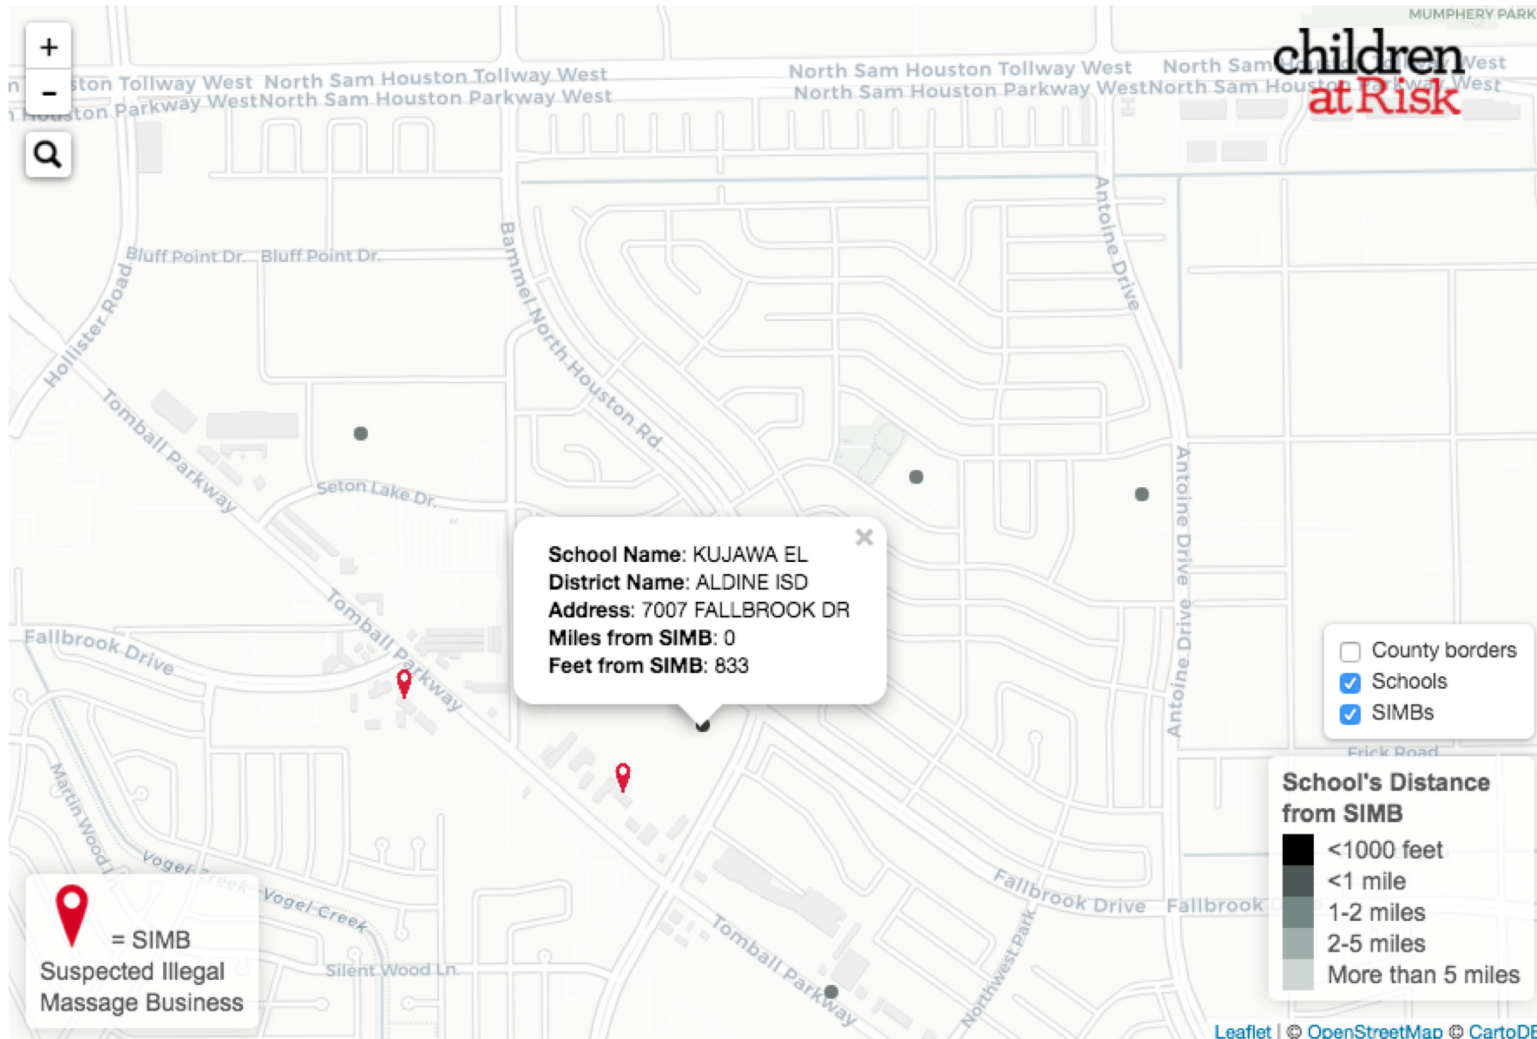 MUMPHERY PARK
+
-
children
at Risk
ston Tollway West
North Sam Houston Tollway West
North Sam Houston Tollway West
Houston Parkway West
North Sam Houston Parkway West
North Sam Houston Parkway West
Bluff Point Dr.
Bluff Point Dr.
Hollister Road
Bammel North Houston Rd.
Antoine Drive
Tomball Parkway
Seton Lake Dr.
Antoine Drive
School Name: KUJAWA EL
District Name: ALDINE ISD
Address: 7007 FALLBROOK DR
Miles from SIMB: 0
Feet from SIMB: 833
Tomball Parkway
Fallbrook Drive
Antoine Drive
County borders
Schools
SIMBs
Frick Road
School's Distance
from SIMB
<1000 feet
<1 mile
1-2 miles
2-5 miles
More than 5 miles
Martin Wood Ln.
Vogel Creek
Vogel Creek
= SIMB
Suspected Illegal
Massage Business
Silent Wood Ln.
Fallbrook Drive
Fallbrook
Tomball Parkway
Northwest Park
Leaflet | © OpenStreetMap © CartoDB